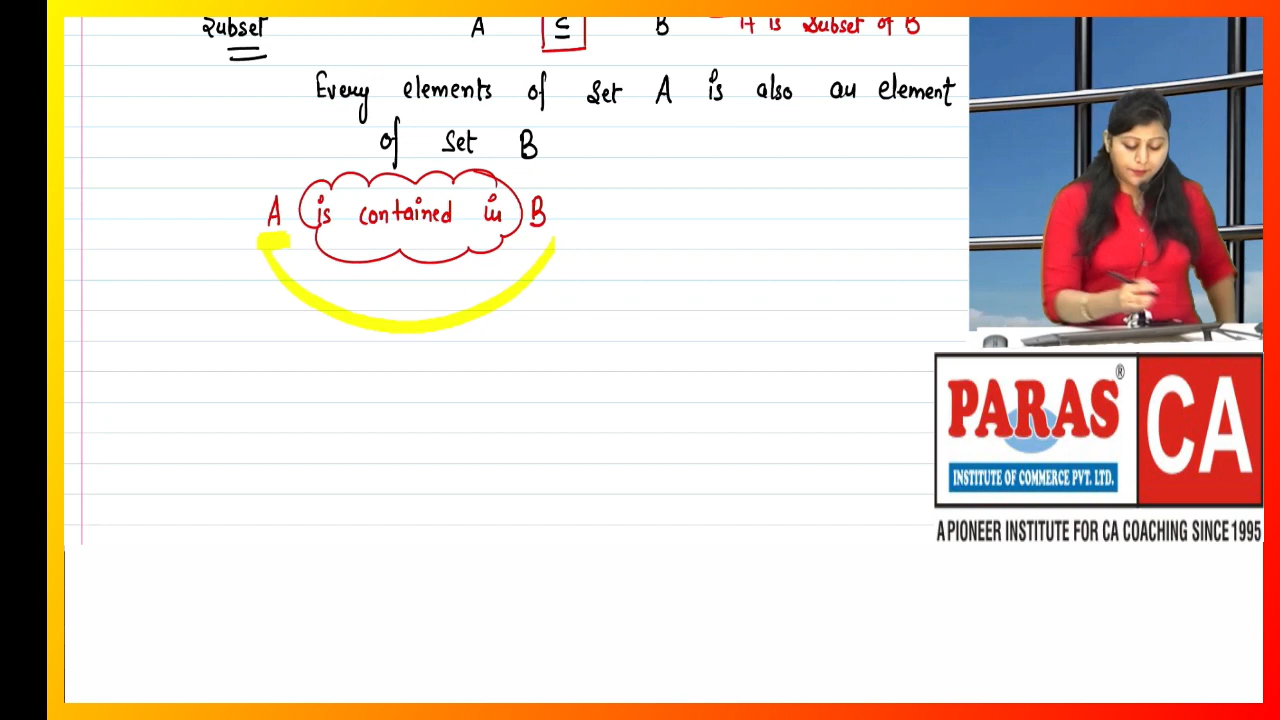 Subset A ⊆ B It is Subset of B
Every elements of Set A is also an element
of Set B
A is contained in B
PARAS®
CA
INSTITUTE OF COMMERCE PVT. LTD.
A PIONEER INSTITUTE FOR CA COACHING SINCE 1995